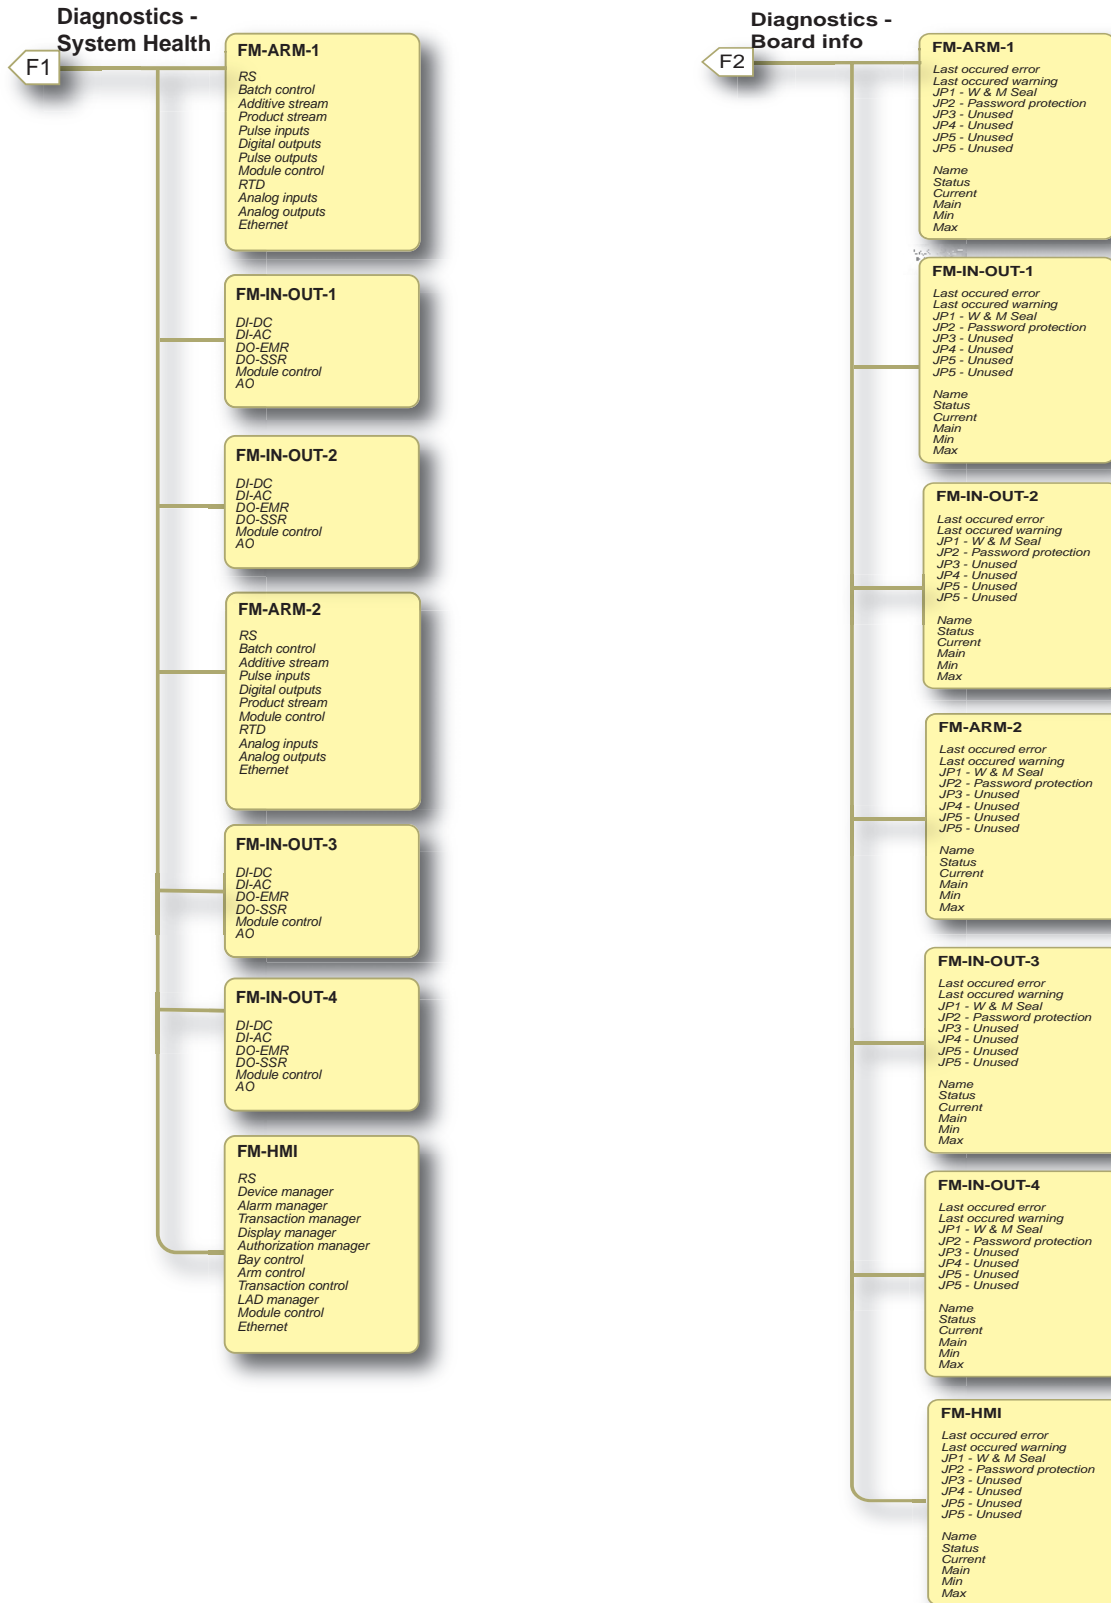 Diagnostics -
System Health
F1
FM-ARM-1
RS
Batch control
Additive stream
Product stream
Pulse inputs
Digital outputs
Pulse outputs
Module control
RTD
Analog inputs
Analog outputs
Ethernet
FM-IN-OUT-1
DI-DC
DI-AC
DO-EMR
DO-SSR
Module control
AO
FM-IN-OUT-2
DI-DC
DI-AC
DO-EMR
DO-SSR
Module control
AO
FM-ARM-2
RS
Batch control
Additive stream
Pulse inputs
Digital outputs
Product stream
Module control
RTD
Analog inputs
Analog outputs
Ethernet
FM-IN-OUT-3
DI-DC
DI-AC
DO-EMR
DO-SSR
Module control
AO
FM-IN-OUT-4
DI-DC
DI-AC
DO-EMR
DO-SSR
Module control
AO
FM-HMI
RS
Device manager
Alarm manager
Transaction manager
Display manager
Authorization manager
Bay control
Arm control
Transaction control
LAD manager
Module control
Ethernet
Diagnostics -
Board info
F2
FM-ARM-1
Last occured error
Last occured warning
JP1 - W & M Seal
JP2 - Password protection
JP3 - Unused
JP4 - Unused
JP5 - Unused
JP5 - Unused
Name
Status
Current
Main
Min
Max
FM-IN-OUT-1
Last occured error
Last occured warning
JP1 - W & M Seal
JP2 - Password protection
JP3 - Unused
JP4 - Unused
JP5 - Unused
JP5 - Unused
Name
Status
Current
Main
Min
Max
FM-IN-OUT-2
Last occured error
Last occured warning
JP1 - W & M Seal
JP2 - Password protection
JP3 - Unused
JP4 - Unused
JP5 - Unused
JP5 - Unused
Name
Status
Current
Main
Min
Max
FM-ARM-2
Last occured error
Last occured warning
JP1 - W & M Seal
JP2 - Password protection
JP3 - Unused
JP4 - Unused
JP5 - Unused
JP5 - Unused
Name
Status
Current
Main
Min
Max
FM-IN-OUT-3
Last occured error
Last occured warning
JP1 - W & M Seal
JP2 - Password protection
JP3 - Unused
JP4 - Unused
JP5 - Unused
JP5 - Unused
Name
Status
Current
Main
Min
Max
FM-IN-OUT-4
Last occured error
Last occured warning
JP1 - W & M Seal
JP2 - Password protection
JP3 - Unused
JP4 - Unused
JP5 - Unused
JP5 - Unused
Name
Status
Current
Main
Min
Max
FM-HMI
Last occured error
Last occured warning
JP1 - W & M Seal
JP2 - Password protection
JP3 - Unused
JP4 - Unused
JP5 - Unused
JP5 - Unused
Name
Status
Current
Main
Min
Max